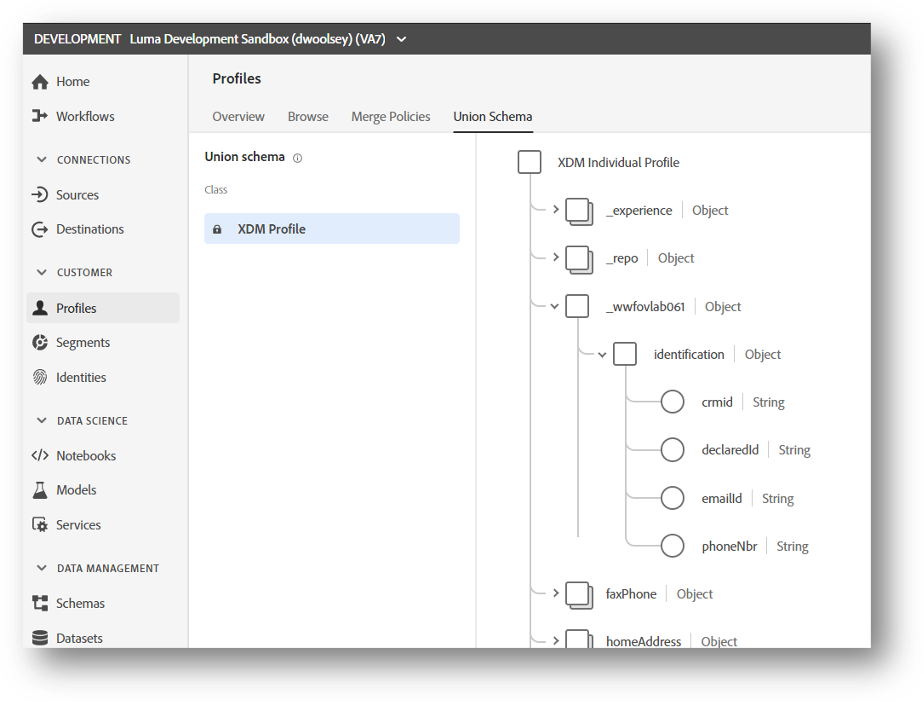 DEVELOPMENT Luma Development Sandbox (dwoolsey) (VA7)
Home
Workflows
CONNECTIONS
Sources
Destinations
CUSTOMER
Profiles
Segments
Identities
DATA SCIENCE
Notebooks
Models
Services
DATA MANAGEMENT
Schemas
Datasets
Profiles
Overview Browse Merge Policies Union Schema
Union schema
Class
XDM Profile
XDM Individual Profile
_experience Object
_repo Object
_wwfovlab061 Object
identification Object
crmid String
declaredId String
emailId String
phoneNbr String
faxPhone Object
homeAddress Object